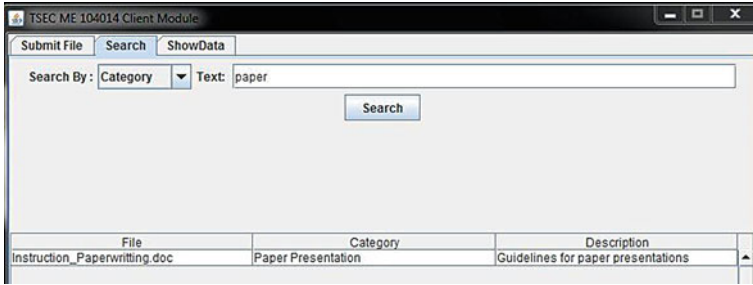 TSEC ME 104014 Client Module
Submit File Search ShowData
Search By : Category Text: paper
Search
File Category Description
Instruction_Paperwritting.doc Paper Presentation Guidelines for paper presentations